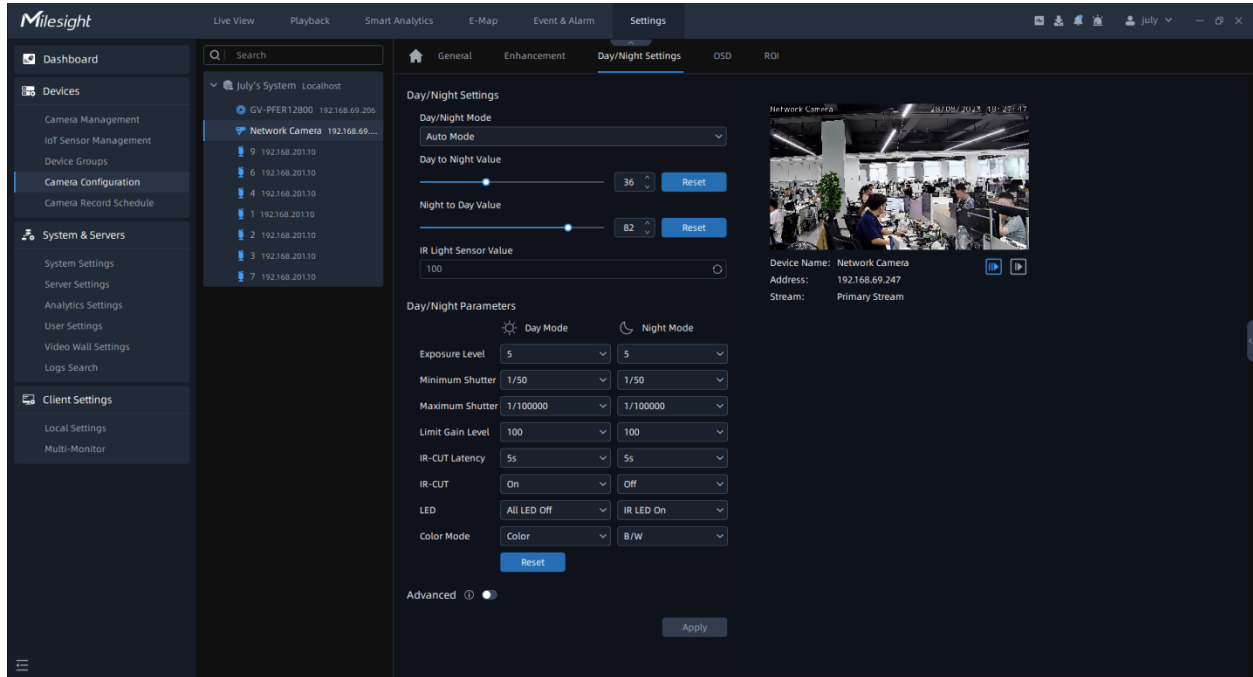 Milesight
Live View Playback Smart Analytics E-Map Event & Alarm Settings
july
Dashboard
Devices
Camera Management
IoT Sensor Management
Device Groups
Camera Configuration
Camera Record Schedule
System & Servers
System Settings
Server Settings
Analytics Settings
User Settings
Video Wall Settings
Logs Search
Client Settings
Local Settings
Multi-Monitor
Search
July's System Localhost
GV-PFER12800 192.168.69.206
Network Camera 192.168.69....
9 192.168.201.10
6 192.168.201.10
4 192.168.201.10
1 192.168.201.10
2 192.168.201.10
3 192.168.201.10
7 192.168.201.10
General Enhancement Day/Night Settings OSD ROI
Day/Night Settings
Day/Night Mode
Auto Mode
Day to Night Value
36 Reset
Night to Day Value
82 Reset
IR Light Sensor Value
100
Day/Night Parameters
Day Mode Night Mode
Exposure Level 5 5
Minimum Shutter 1/50 1/50
Maximum Shutter 1/100000 1/100000
Limit Gain Level 100 100
IR-CUT Latency 5s 5s
IR-CUT On Off
LED All LED Off IR LED On
Color Mode Color B/W
Reset
Advanced
Apply
Network Camera 28/08/2023 18:27:47
Device Name: Network Camera
Address: 192.168.69.247
Stream: Primary Stream